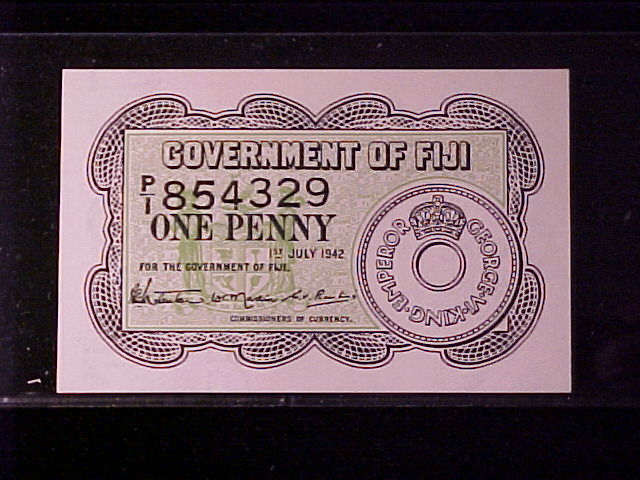 GOVERNMENT OF FIJI
P/1 854329
ONE PENNY
1ST JULY 1942
FOR THE GOVERNMENT OF FIJI.
COMMISSIONERS OF CURRENCY.
GEORGE·VI·KING·EMPEROR